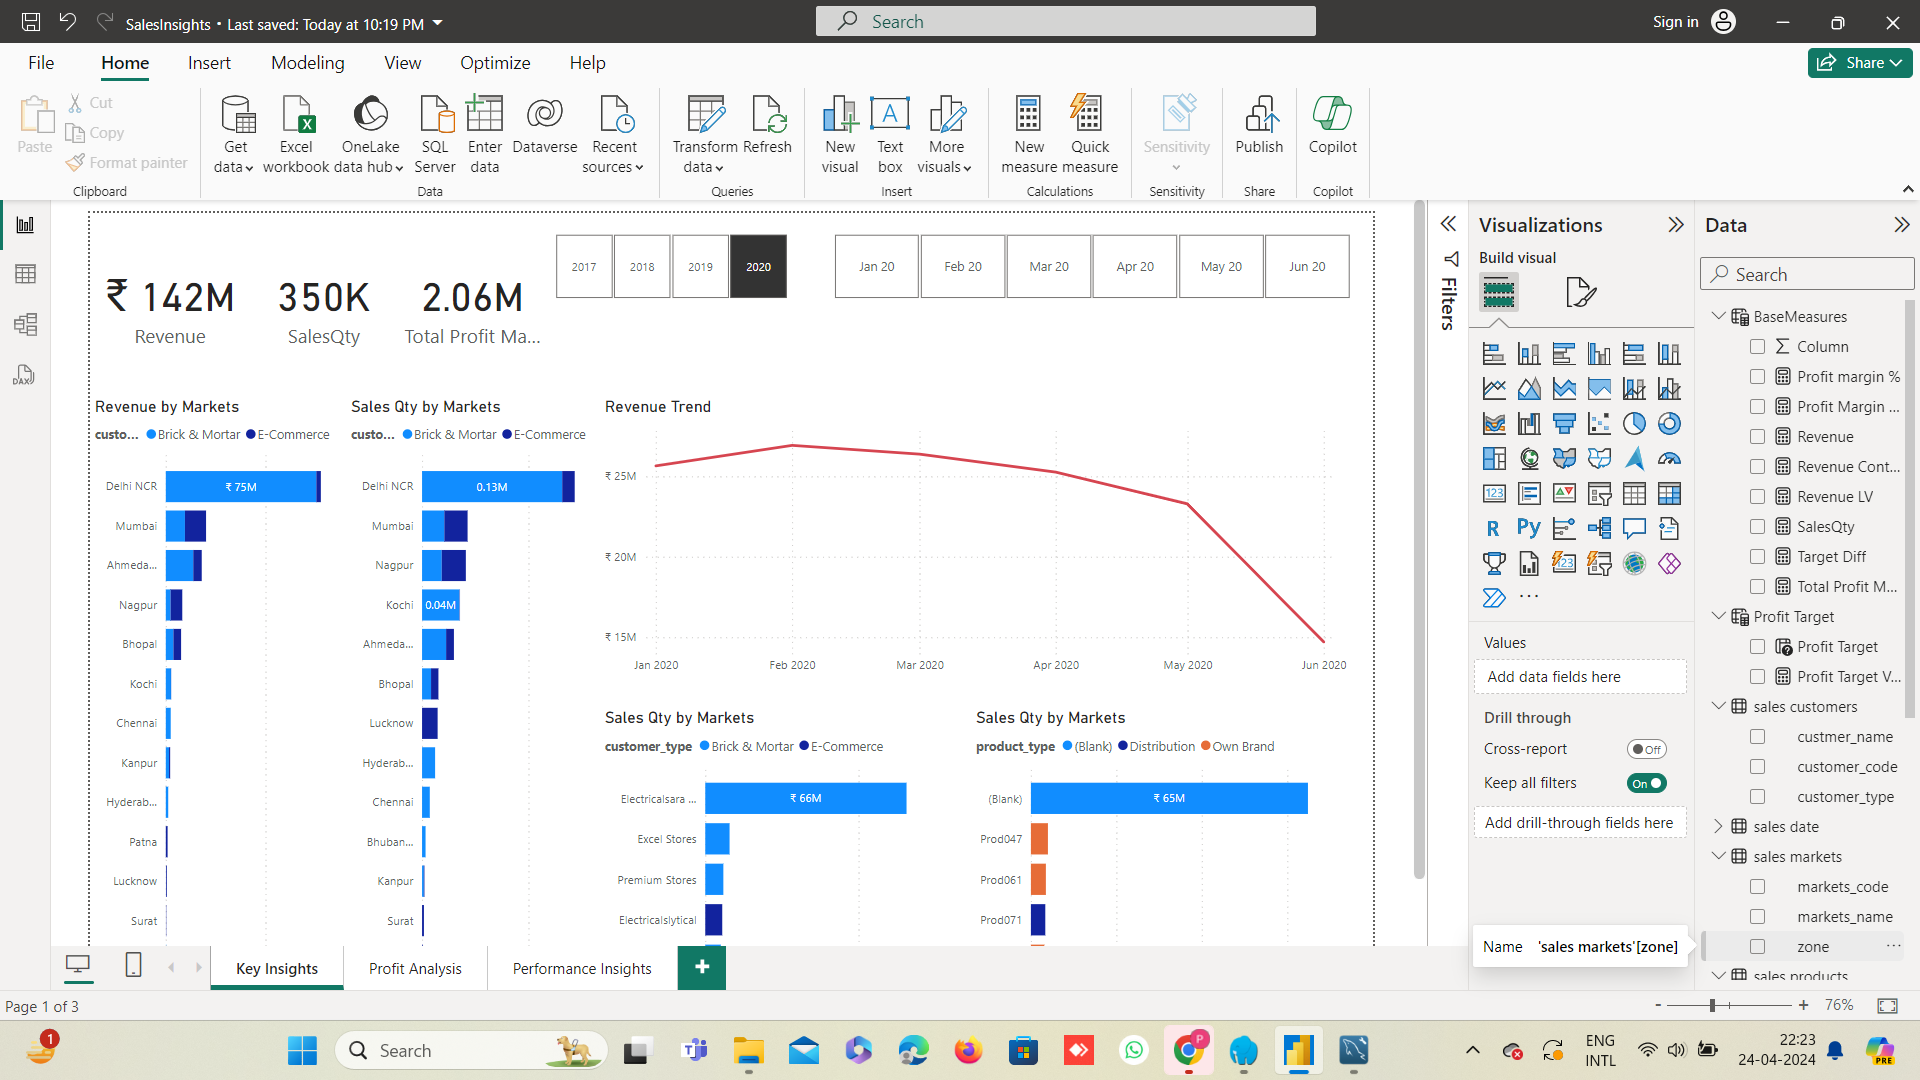 SalesInsights • Last saved: Today at 10:19 PM
Search
Sign in
File Home Insert Modeling View Optimize Help
Share
Paste
Cut
Copy
Format painter
Clipboard
Get data
Excel workbook
OneLake data hub
SQL Server
Enter data
Dataverse
Recent sources
Data
Transform data
Refresh
Queries
New visual
Text box
More visuals
Insert
New measure
Quick measure
Calculations
Sensitivity
Sensitivity
Publish
Share
Copilot
Copilot
₹ 142M
Revenue
350K
SalesQty
2.06M
Total Profit Ma...
2017 2018 2019 2020
Jan 20 Feb 20 Mar 20 Apr 20 May 20 Jun 20
Revenue by Markets
custo... Brick & Mortar E-Commerce
Delhi NCR ₹ 75M
Mumbai
Ahmeda...
Nagpur
Bhopal
Kochi
Chennai
Kanpur
Hyderab...
Patna
Lucknow
Surat
Sales Qty by Markets
custo... Brick & Mortar E-Commerce
Delhi NCR 0.13M
Mumbai
Nagpur
Kochi 0.04M
Ahmeda...
Bhopal
Lucknow
Hyderab...
Chennai
Bhuban...
Kanpur
Surat
Revenue Trend
₹ 25M
₹ 20M
₹ 15M
Jan 2020 Feb 2020 Mar 2020 Apr 2020 May 2020 Jun 2020
Sales Qty by Markets
customer_type Brick & Mortar E-Commerce
Electricalsara ... ₹ 66M
Excel Stores
Premium Stores
Electricalslytical
Sales Qty by Markets
product_type (Blank) Distribution Own Brand
(Blank) ₹ 65M
Prod047
Prod061
Prod071
Filters
Visualizations
Build visual
123
R
Py
123
...
Values
Add data fields here
Drill through
Cross-report Off
Keep all filters On
Add drill-through fields here
Name 'sales markets'[zone]
Data
Search
BaseMeasures
Column
Profit margin %
Profit Margin ...
Revenue
Revenue Cont...
Revenue LV
SalesQty
Target Diff
Total Profit M...
Profit Target
Profit Target
Profit Target V...
sales customers
custmer_name
customer_code
customer_type
sales date
sales markets
markets_code
markets_name
zone ...
sales products
Key Insights Profit Analysis Performance Insights +
Page 1 of 3
- + 76%
1
Search
P
ENG
INTL
22:23
24-04-2024
PRE